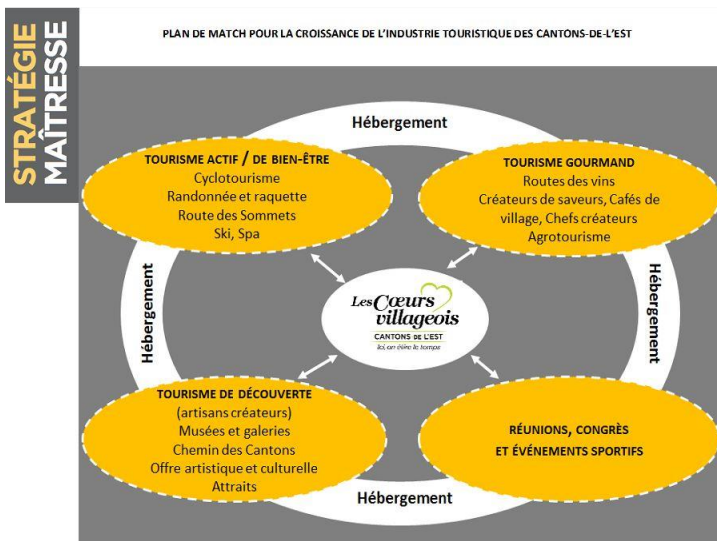 STRATÉGIE
MAÎTRESSE
PLAN DE MATCH POUR LA CROISSANCE DE L'INDUSTRIE TOURISTIQUE DES CANTONS-DE-L'EST
Hébergement
TOURISME ACTIF / DE BIEN-ÊTRE
Cyclotourisme
Randonnée et raquette
Route des Sommets
Ski, Spa
TOURISME GOURMAND
Routes des vins
Créateurs de saveurs, Cafés de
village, Chefs créateurs
Agrotourisme
Hébergement
Les Cœurs
villageois
CANTONS DE L'EST
Ici, on étire le temps
Hébergement
TOURISME DE DÉCOUVERTE
(artisans créateurs)
Musées et galeries
Chemin des Cantons
Offre artistique et culturelle
Attraits
RÉUNIONS, CONGRÈS
ET ÉVÉNEMENTS SPORTIFS
Hébergement